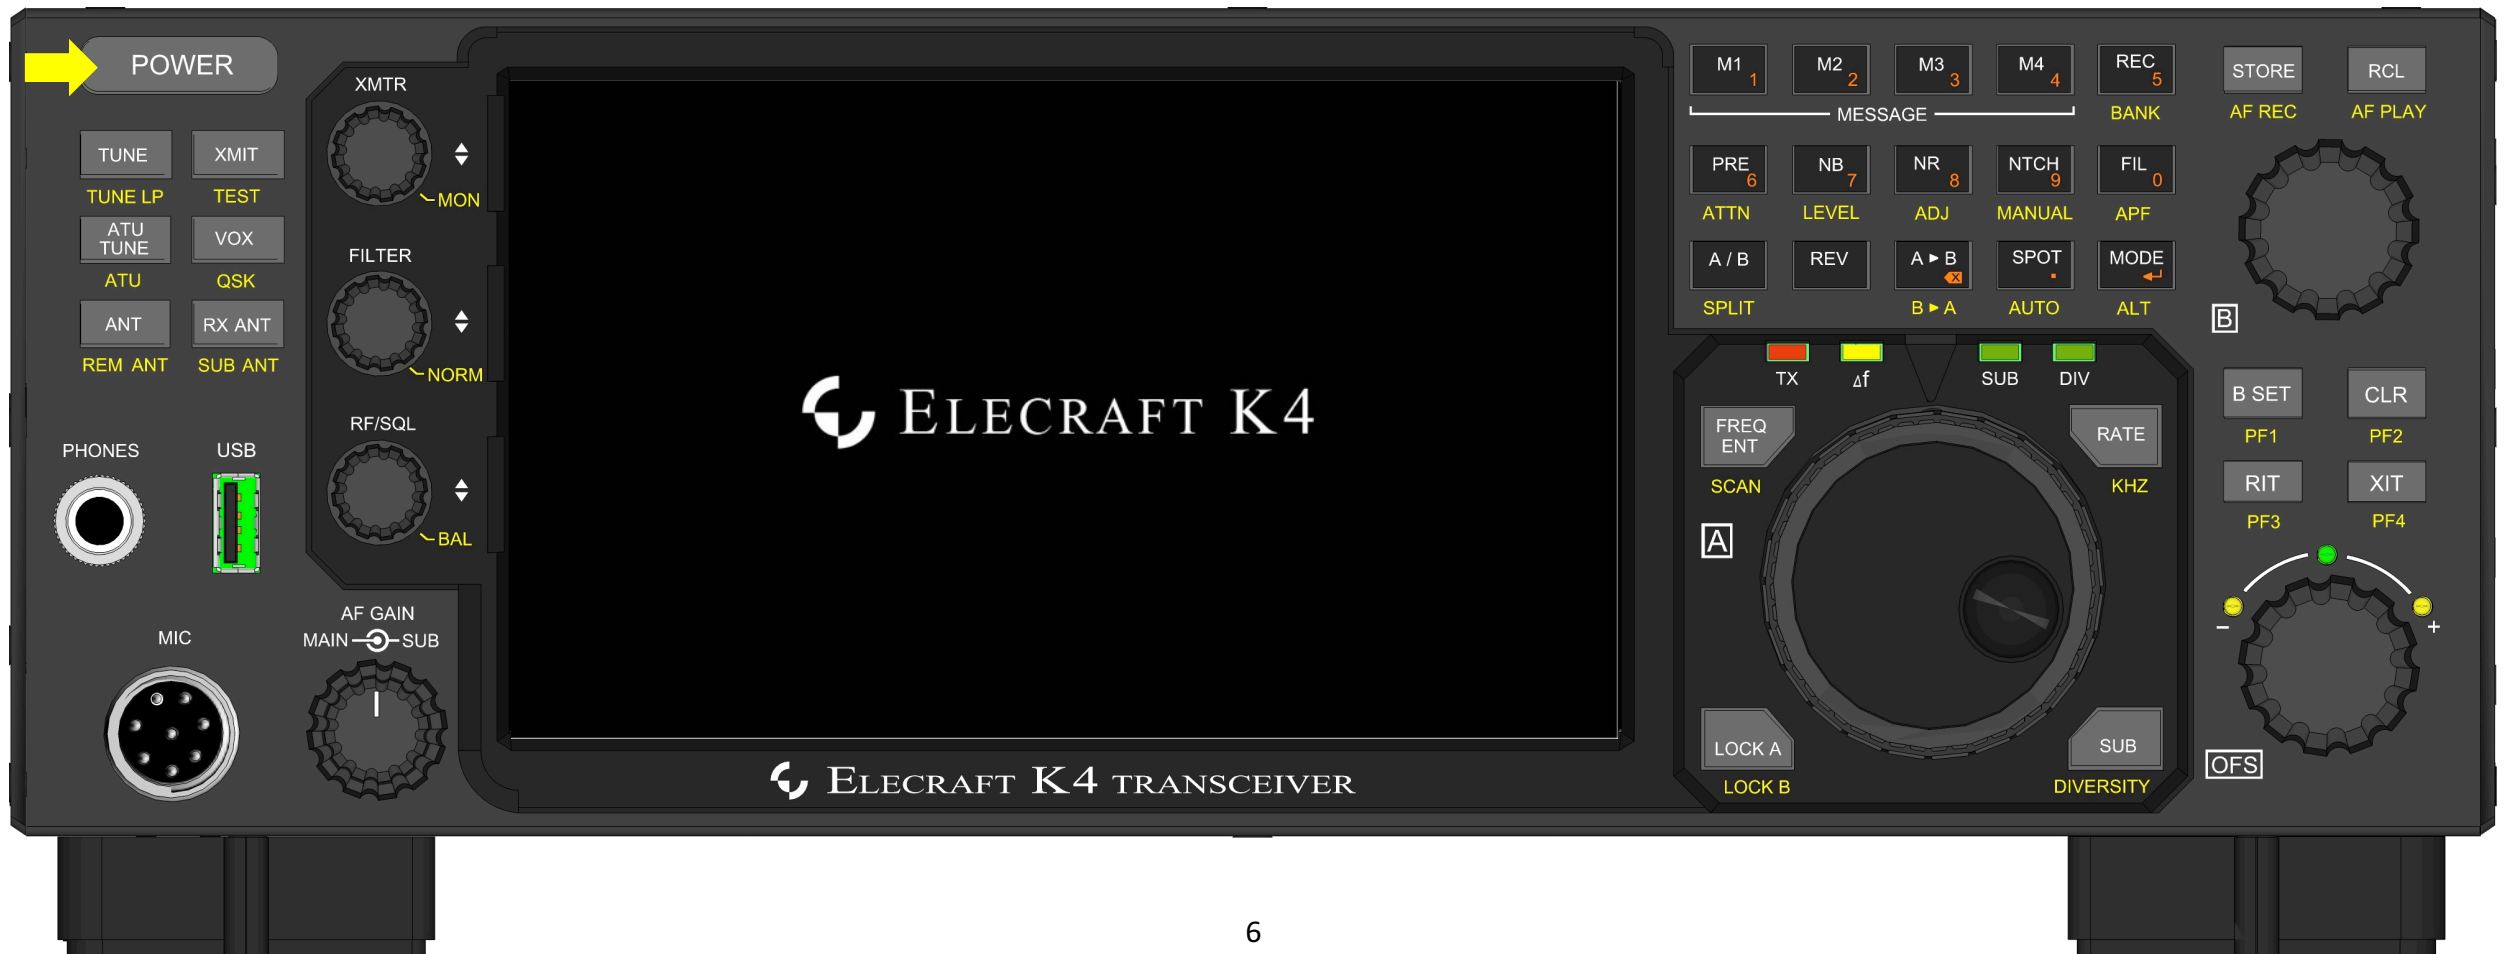 POWER
TUNE
XMIT
TUNE LP
TEST
ATU
TUNE
VOX
ATU
QSK
ANT
RX ANT
REM ANT
SUB ANT
PHONES
USB
MIC
XMTR
MON
FILTER
NORM
RF/SQL
BAL
AF GAIN
MAIN
SUB
ELECRAFT K4
ELECRAFT K4 TRANSCEIVER
M1 1
M2 2
M3 3
M4 4
REC 5
MESSAGE
BANK
PRE 6
NB 7
NR 8
NTCH 9
FIL 0
ATTN
LEVEL
ADJ
MANUAL
APF
A / B
REV
A ▸ B
SPOT .
MODE
SPLIT
B ▸ A
AUTO
ALT
TX
Δf
SUB
DIV
FREQ
ENT
RATE
SCAN
KHZ
A
LOCK A
SUB
LOCK B
DIVERSITY
STORE
RCL
AF REC
AF PLAY
B
B SET
CLR
PF1
PF2
RIT
XIT
PF3
PF4
− +
OFS
6